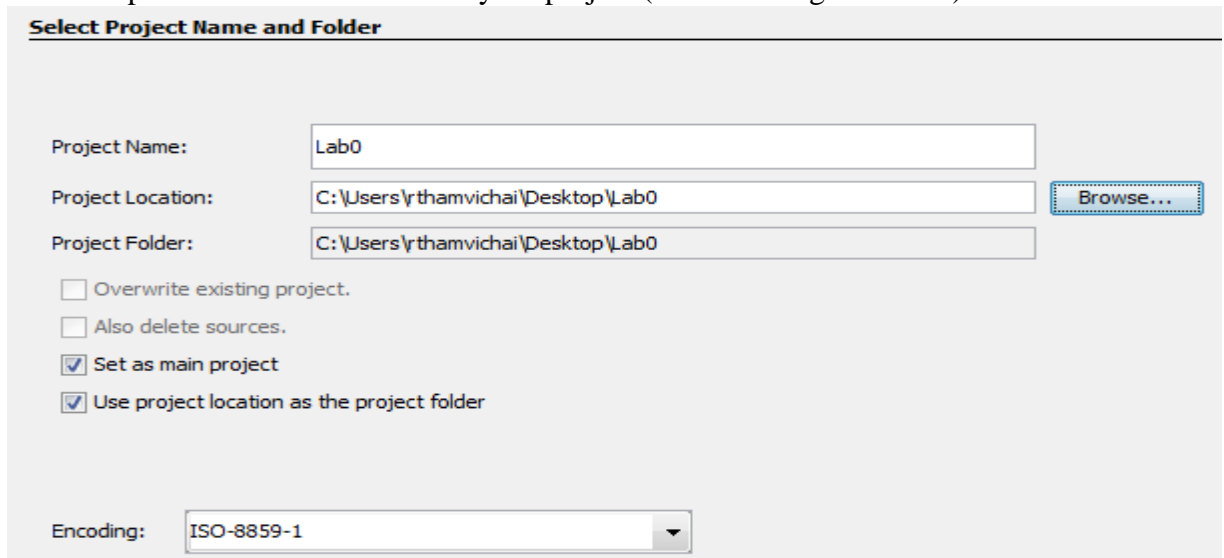 Select Project Name and Folder
Project Name: Lab0
Project Location: C:\Users\rthamvichai\Desktop\Lab0 Browse...
Project Folder: C:\Users\rthamvichai\Desktop\Lab0
Overwrite existing project.
Also delete sources.
Set as main project
Use project location as the project folder
Encoding: ISO-8859-1